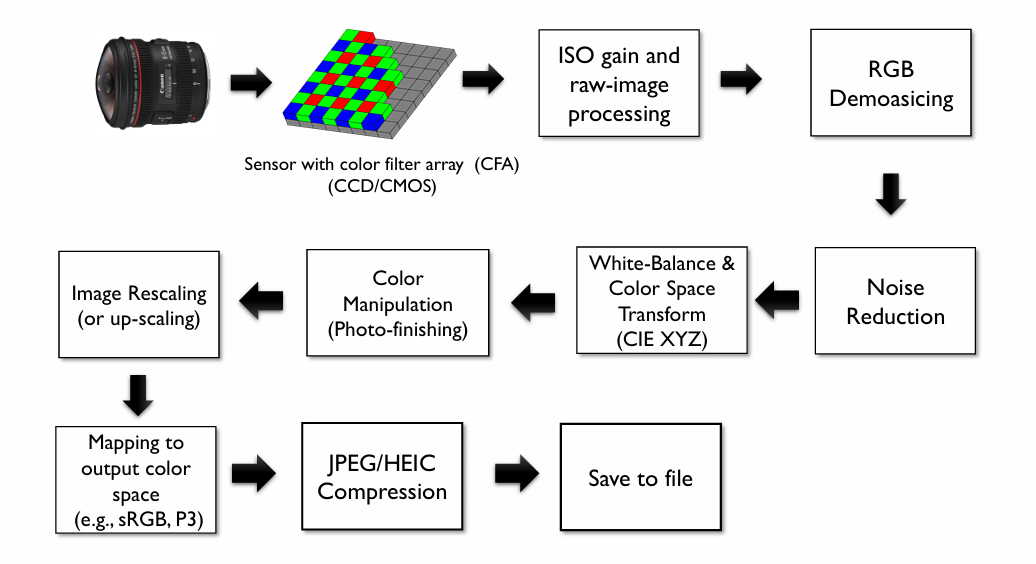 Canon
Sensor with color filter array (CFA)
(CCD/CMOS)
ISO gain and
raw-image
processing
RGB
Demoasicing
Noise
Reduction
White-Balance &
Color Space
Transform
(CIE XYZ)
Color
Manipulation
(Photo-finishing)
Image Rescaling
(or up-scaling)
Mapping to
output color
space
(e.g., sRGB, P3)
JPEG/HEIC
Compression
Save to file